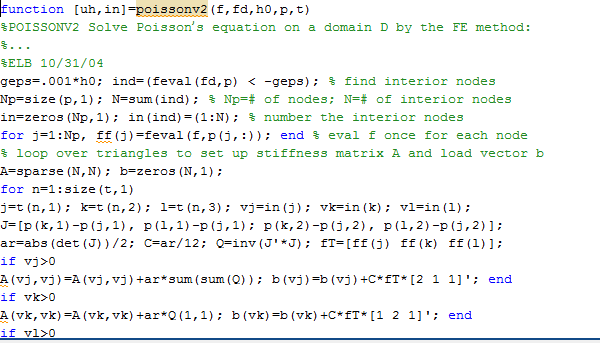 function [uh,in]=poissonv2(f,fd,h0,p,t)
%POISSONV2 Solve Poisson's equation on a domain D by the FE method:
%...
%ELB 10/31/04
geps=.001*h0; ind=(feval(fd,p) < -geps); % find interior nodes
Np=size(p,1); N=sum(ind); % Np=# of nodes; N=# of interior nodes
in=zeros(Np,1); in(ind)=(1:N); % number the interior nodes
for j=1:Np, ff(j)=feval(f,p(j,:)); end % eval f once for each node
% loop over triangles to set up stiffness matrix A and load vector b
A=sparse(N,N); b=zeros(N,1);
for n=1:size(t,1)
j=t(n,1); k=t(n,2); l=t(n,3); vj=in(j); vk=in(k); vl=in(l);
J=[p(k,1)-p(j,1), p(l,1)-p(j,1); p(k,2)-p(j,2), p(l,2)-p(j,2)];
ar=abs(det(J))/2; C=ar/12; Q=inv(J'*J); fT=[ff(j) ff(k) ff(l)];
if vj>0
A(vj,vj)=A(vj,vj)+ar*sum(sum(Q)); b(vj)=b(vj)+C*fT*[2 1 1]'; end
if vk>0
A(vk,vk)=A(vk,vk)+ar*Q(1,1); b(vk)=b(vk)+C*fT*[1 2 1]'; end
if vl>0